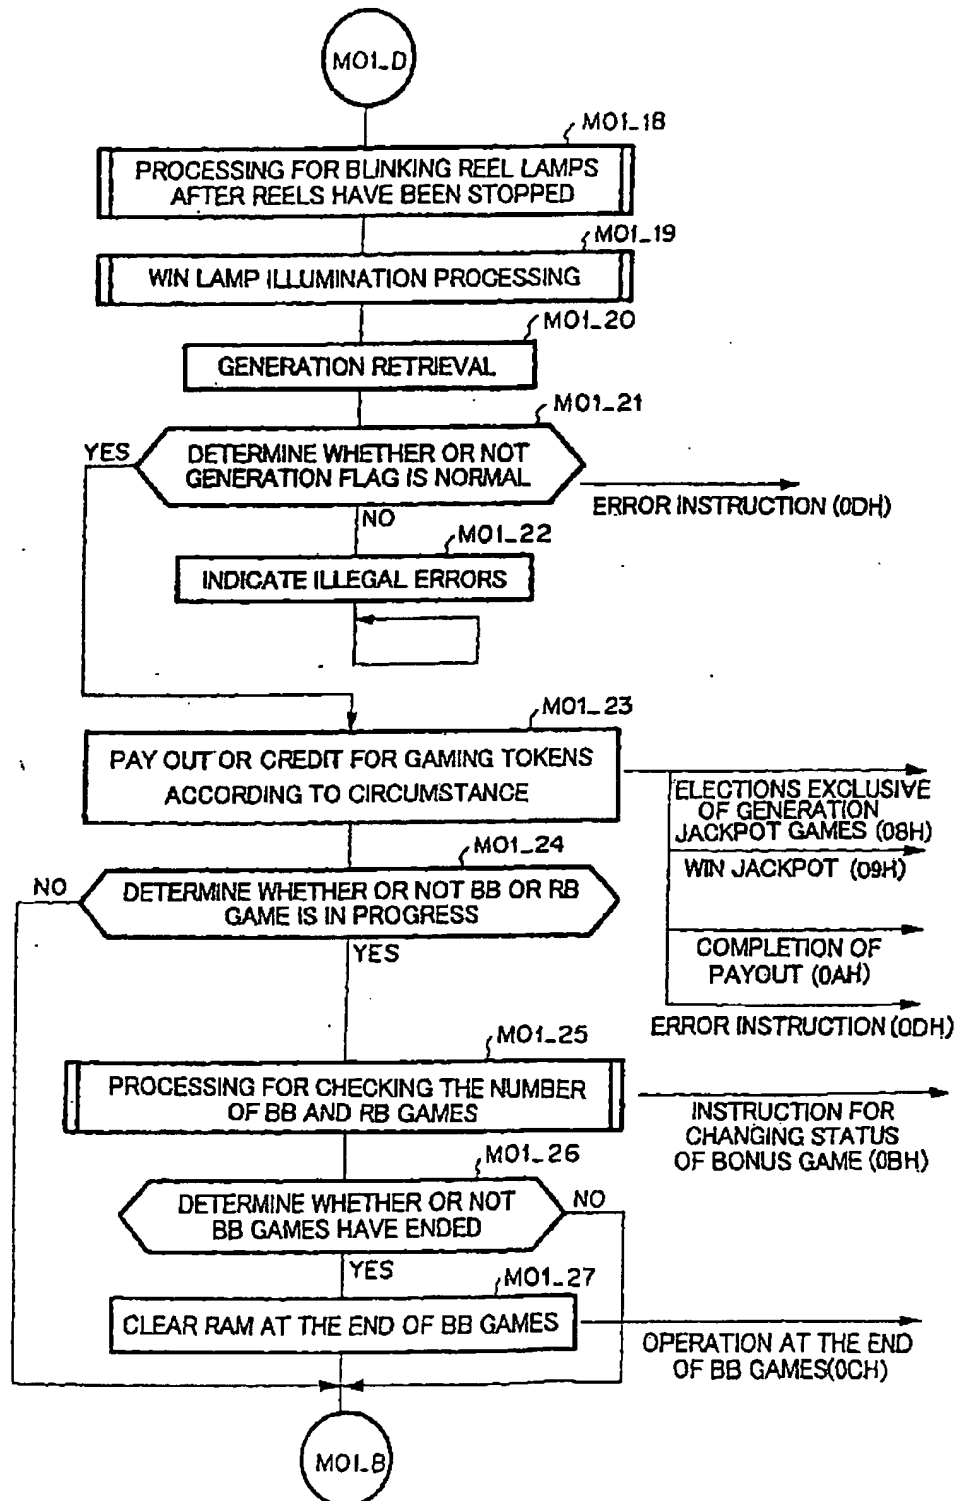 M01_D
M01_18
PROCESSING FOR BLINKING REEL LAMPS
AFTER REELS HAVE BEEN STOPPED
M01_19
WIN LAMP ILLUMINATION PROCESSING
M01_20
GENERATION RETRIEVAL
M01_21
YES
DETERMINE WHETHER OR NOT
GENERATION FLAG IS NORMAL
ERROR INSTRUCTION (0DH)
NO
M01_22
INDICATE ILLEGAL ERRORS
M01_23
PAY OUT OR CREDIT FOR GAMING TOKENS
ACCORDING TO CIRCUMSTANCE
ELECTIONS EXCLUSIVE
OF GENERATION
JACKPOT GAMES (08H)
WIN JACKPOT (09H)
COMPLETION OF
PAYOUT (0AH)
ERROR INSTRUCTION (0DH)
M01_24
NO
DETERMINE WHETHER OR NOT BB OR RB
GAME IS IN PROGRESS
YES
M01_25
PROCESSING FOR CHECKING THE NUMBER
OF BB AND RB GAMES
INSTRUCTION FOR
CHANGING STATUS
OF BONUS GAME (0BH)
M01_26
DETERMINE WHETHER OR NOT
BB GAMES HAVE ENDED
NO
YES
M01_27
CLEAR RAM AT THE END OF BB GAMES
OPERATION AT THE END
OF BB GAMES(0CH)
M01_B